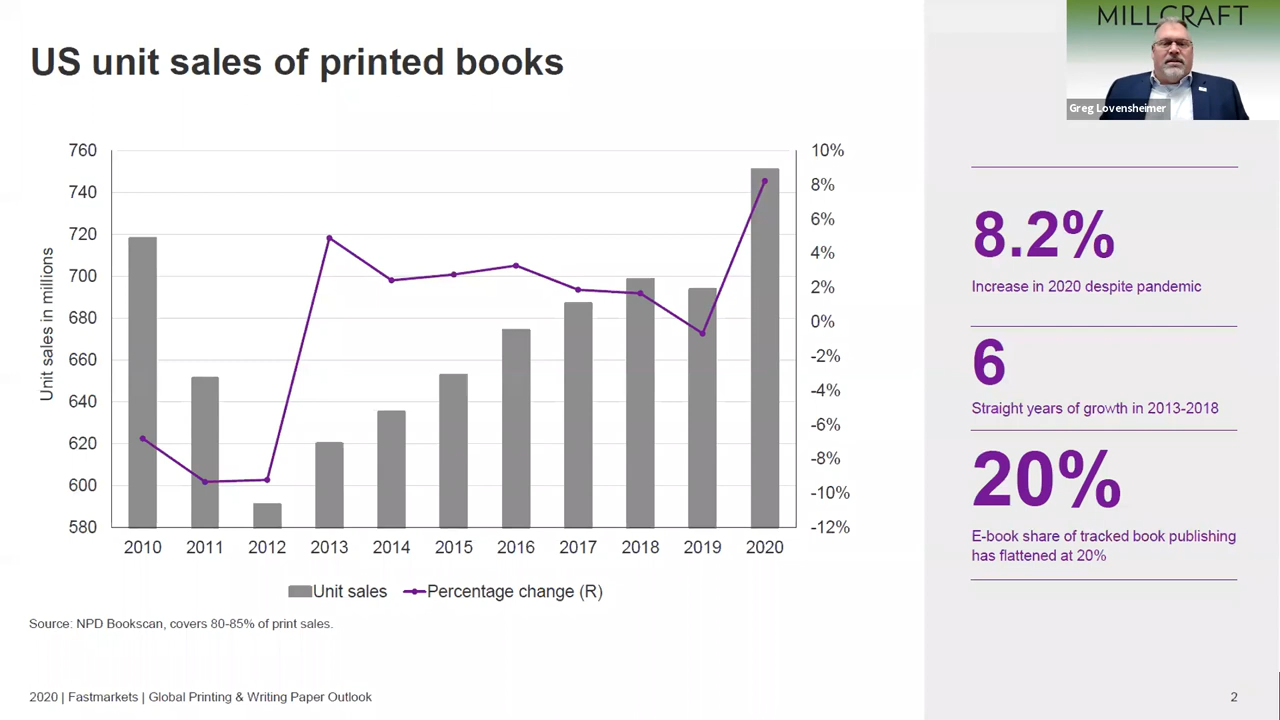 MILLCRAFT
Greg Lovensheimer
US unit sales of printed books
Unit sales in millions
760
740
720
700
680
660
640
620
600
580
10%
8%
6%
4%
2%
0%
-2%
-4%
-6%
-8%
-10%
-12%
2010 2011 2012 2013 2014 2015 2016 2017 2018 2019 2020
Unit sales Percentage change (R)
Source: NPD Bookscan, covers 80-85% of print sales.
8.2%
Increase in 2020 despite pandemic
6
Straight years of growth in 2013-2018
20%
E-book share of tracked book publishing
has flattened at 20%
2020 | Fastmarkets | Global Printing & Writing Paper Outlook
2